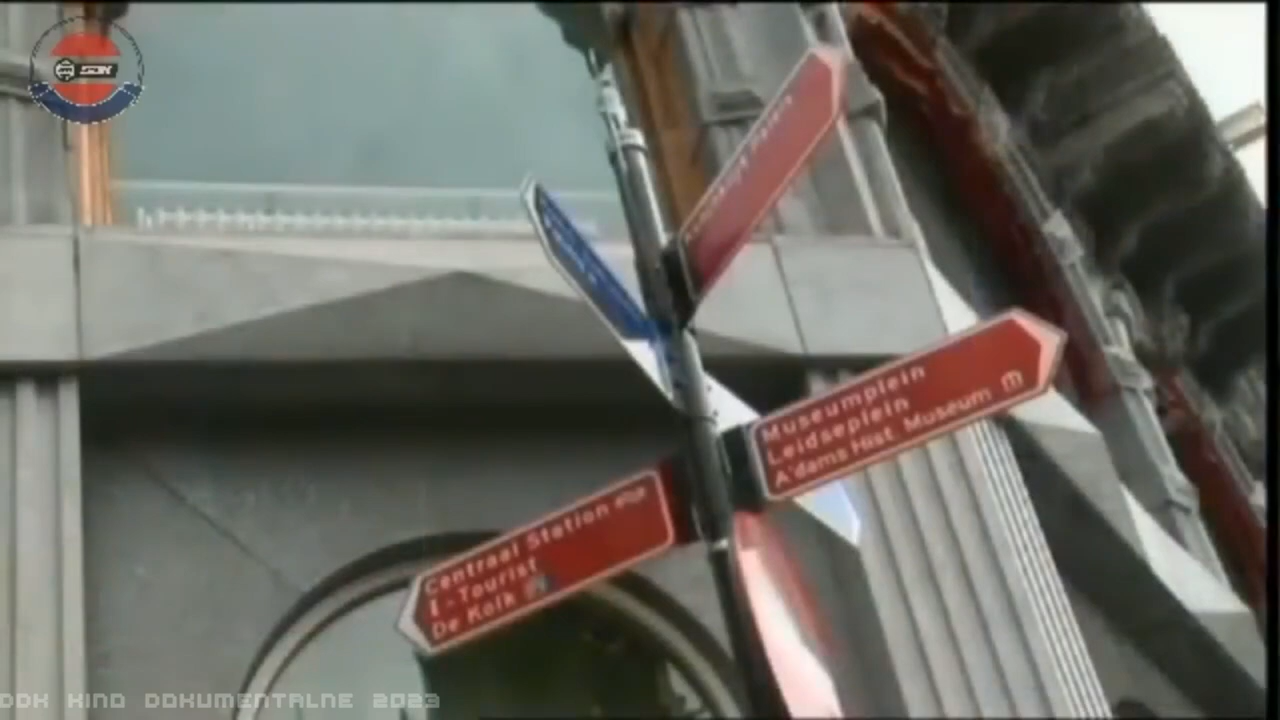 SDK
Museumplein
Leidseplein
A'dams Hist. Museum
Centraal Station
i - Tourist
De Kolk
DDK KINO DOKUMENTALNE 2023